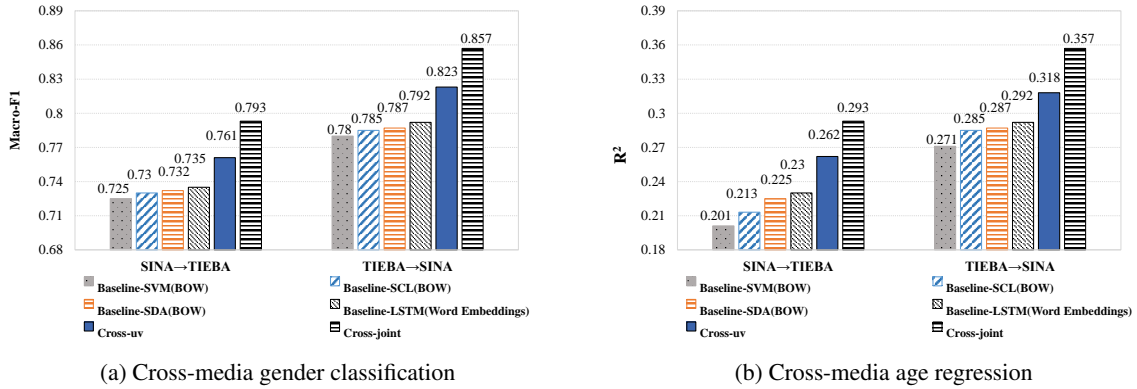 0.89
0.86
0.83
0.8
0.77
0.74
0.71
0.68
Macro-F1
0.725
0.73
0.732
0.735
0.761
0.793
0.78
0.785
0.787
0.792
0.823
0.857
SINA→TIEBA
TIEBA→SINA
Baseline-SVM(BOW)
Baseline-SCL(BOW)
Baseline-SDA(BOW)
Baseline-LSTM(Word Embeddings)
Cross-uv
Cross-joint
(a) Cross-media gender classification
0.39
0.36
0.33
0.3
0.27
0.24
0.21
0.18
R²
0.201
0.213
0.225
0.23
0.262
0.293
0.271
0.285
0.287
0.292
0.318
0.357
SINA→TIEBA
TIEBA→SINA
Baseline-SVM(BOW)
Baseline-SCL(BOW)
Baseline-SDA(BOW)
Baseline-LSTM(Word Embeddings)
Cross-uv
Cross-joint
(b) Cross-media age regression